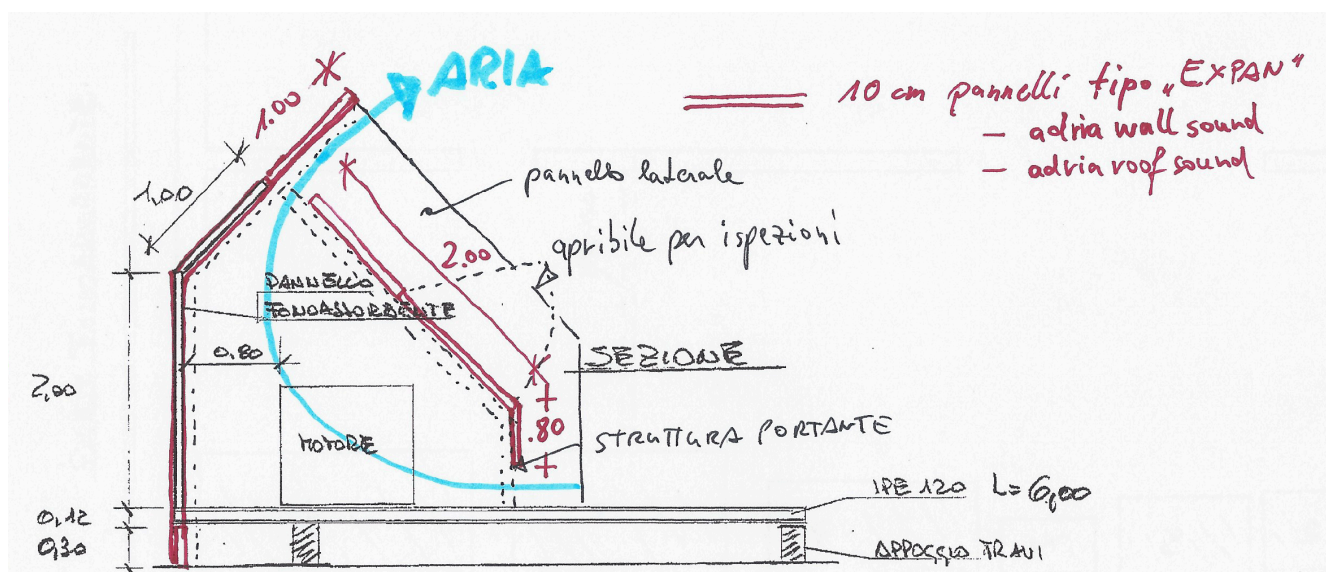 ARIA
10 cm pannelli tipo „EXPAN"
- adria wall sound
- adria roof sound
1.00
1,00
pannello laterale
apribile per ispezioni
2.00
PANNELLO
FONOASSORBENTE
0,80
SEZIONE
2,00
MOTORE
.80
STRUTTURA PORTANTE
IPE 120 L=6,00
0,12
0,30
APPOGGIO TRAVI